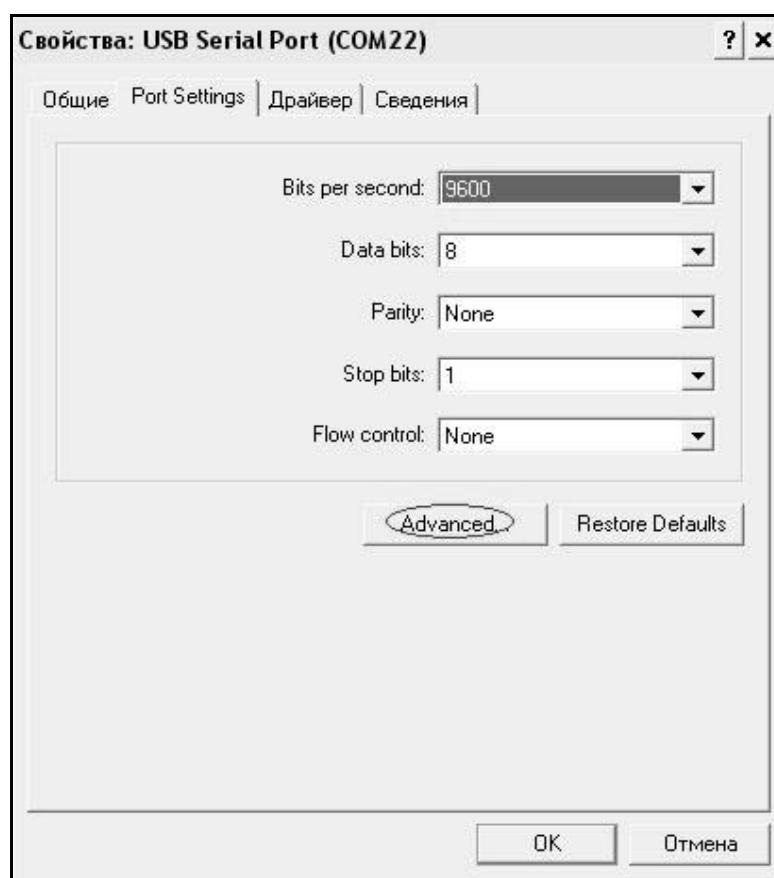 Свойства: USB Serial Port (COM22) ? ×
Общие Port Settings Драйвер Сведения
Bits per second: 9600
Data bits: 8
Parity: None
Stop bits: 1
Flow control: None
Advanced... Restore Defaults
OK Отмена